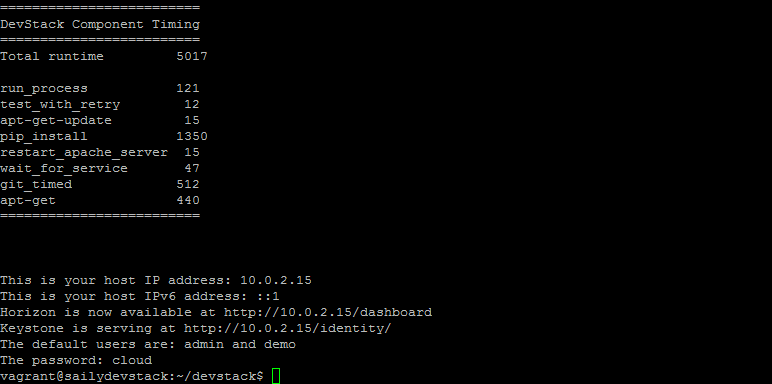 =========================
DevStack Component Timing
=========================
Total runtime         5017
run_process           121
test_with_retry        12
apt-get-update         15
pip_install           1350
restart_apache_server  15
wait_for_service       47
git_timed             512
apt-get               440
=========================
This is your host IP address: 10.0.2.15
This is your host IPv6 address: ::1
Horizon is now available at http://10.0.2.15/dashboard
Keystone is serving at http://10.0.2.15/identity/
The default users are: admin and demo
The password: cloud
vagrant@sailydevstack:~/devstack$